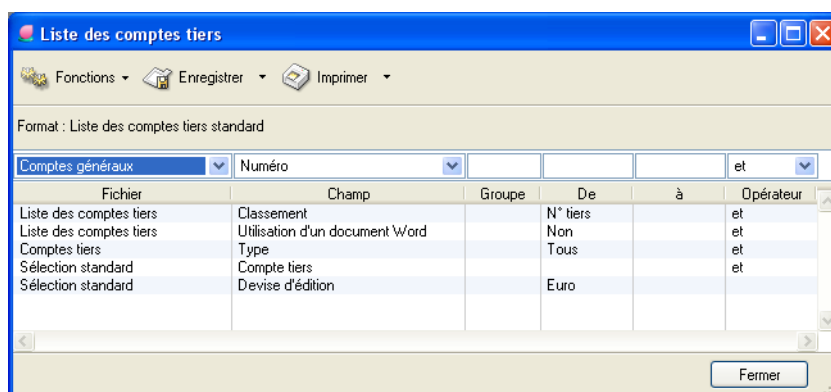 Liste des comptes tiers
Fonctions Enregistrer Imprimer
Format : Liste des comptes tiers standard
Comptes généraux Numéro et
Fichier Champ Groupe De à Opérateur
Liste des comptes tiers Classement N° tiers et
Liste des comptes tiers Utilisation d'un document Word Non et
Comptes tiers Type Tous et
Sélection standard Compte tiers et
Sélection standard Devise d'édition Euro
Fermer